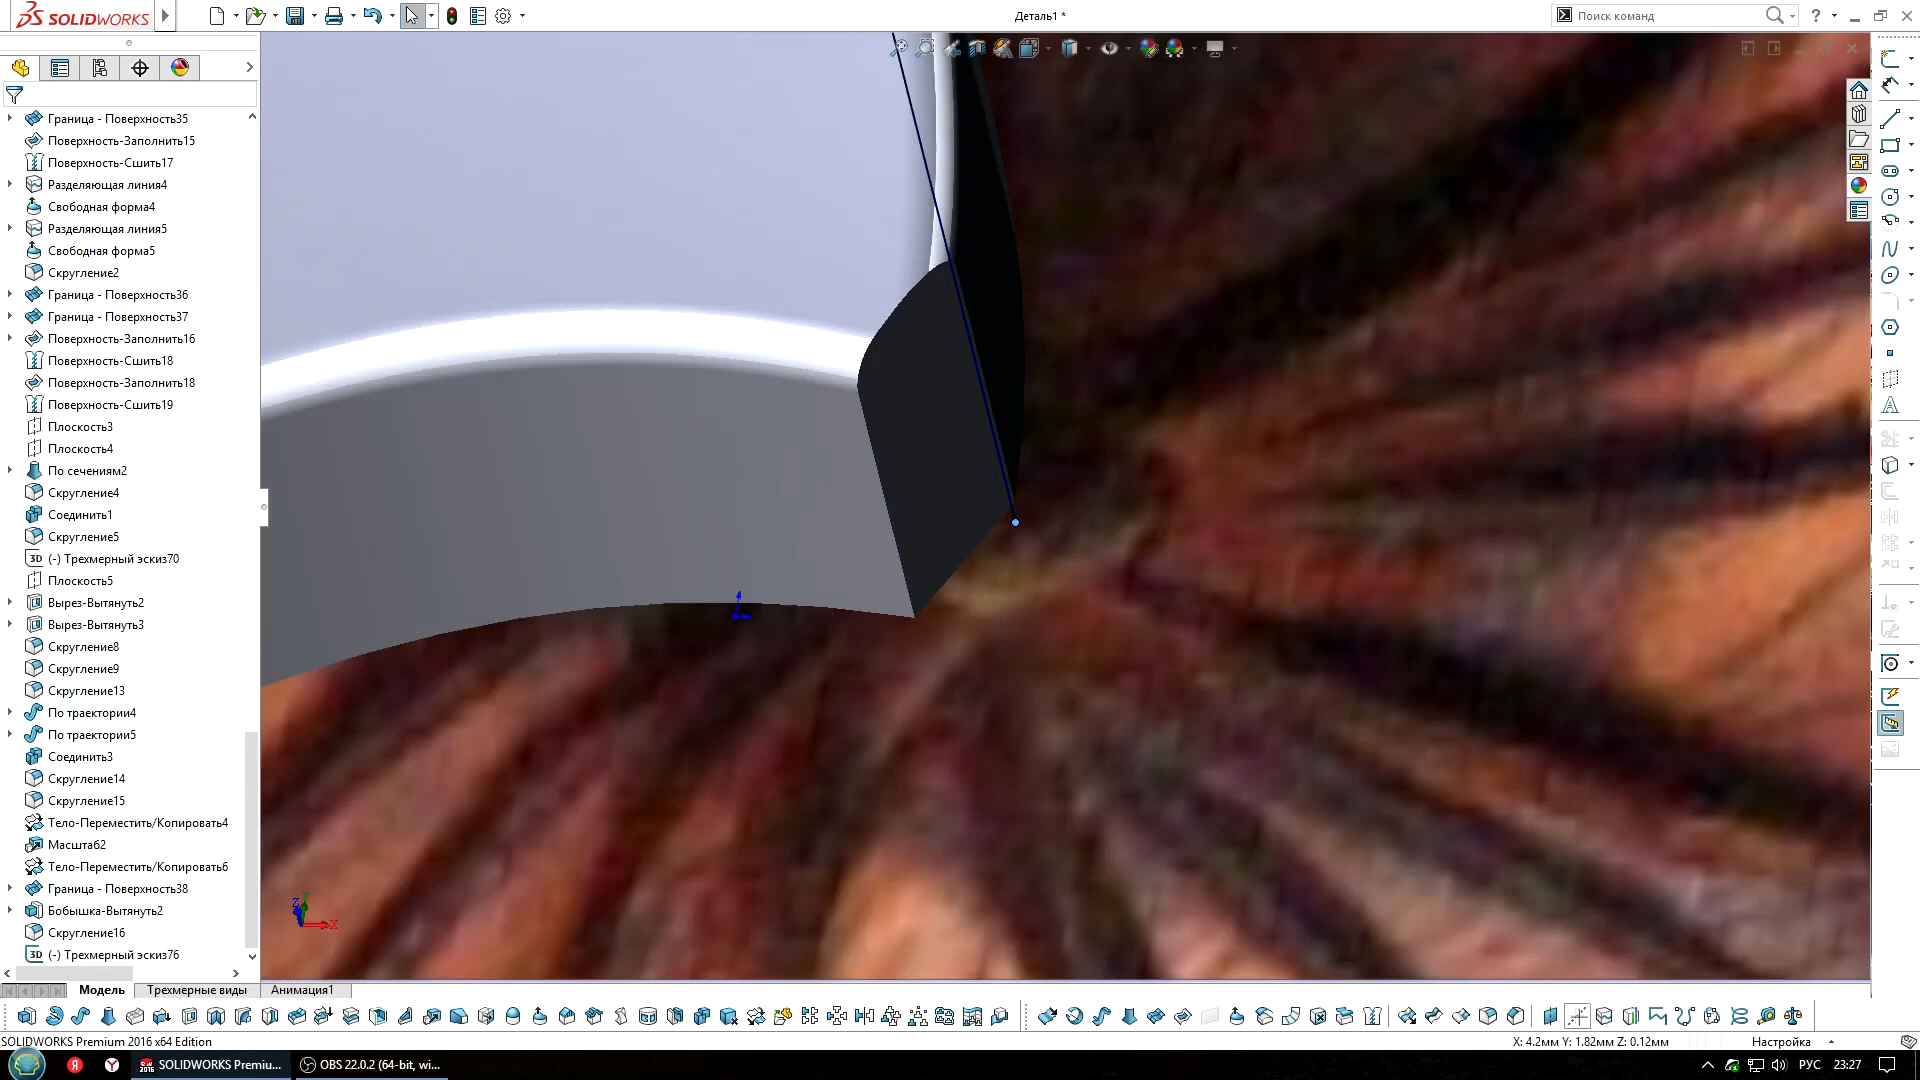 SOLIDWORKS
Деталь1 *
Поиск команд
?
Граница - Поверхность35
Поверхность-Заполнить15
Поверхность-Сшить17
Разделяющая линия4
Свободная форма4
Разделяющая линия5
Свободная форма5
Скругление2
Граница - Поверхность36
Граница - Поверхность37
Поверхность-Заполнить16
Поверхность-Сшить18
Поверхность-Заполнить18
Поверхность-Сшить19
Плоскость3
Плоскость4
По сечениям2
Скругление4
Соединить1
Скругление5
3D (-) Трехмерный эскиз70
Плоскость5
Вырез-Вытянуть2
Вырез-Вытянуть3
Скругление8
Скругление9
Скругление13
По траектории4
По траектории5
Соединить3
Скругление14
Скругление15
Тело-Переместить/Копировать4
Масштаб2
Тело-Переместить/Копировать6
Граница - Поверхность38
Бобышка-Вытянуть2
Скругление16
3D (-) Трехмерный эскиз76
Z
X
Модель
Трехмерные виды
Анимация1
SOLIDWORKS Premium 2016 x64 Edition
X: 4.2мм Y: 1.82мм Z: 0.12мм
Настройка
SOLIDWORKS Premiu...
OBS 22.0.2 (64-bit, wi...
РУС
23:27